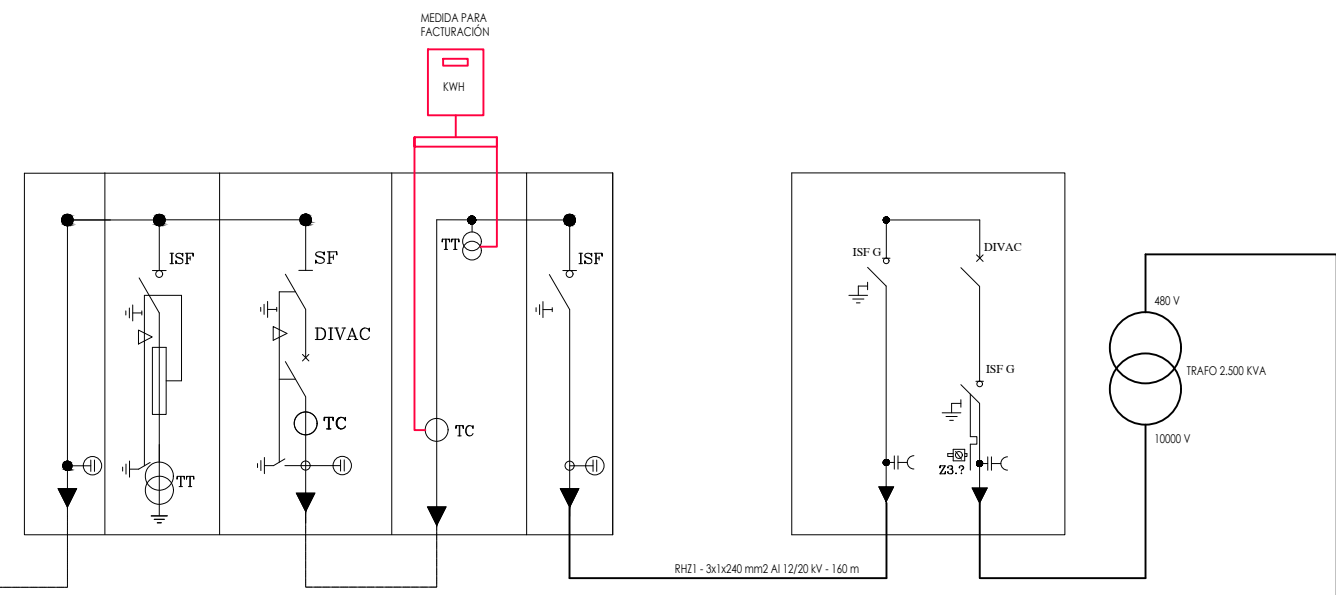 MEDIDA PARA
FACTURACIÓN
KWH
ISF
SF
TT
ISF
ISF G
DIVAC
480 V
DIVAC
ISF G
TRAFO 2.500 KVA
TC
TC
10000 V
Z3.?
TT
RHZ1 - 3x1x240 mm2 Al 12/20 kV - 160 m